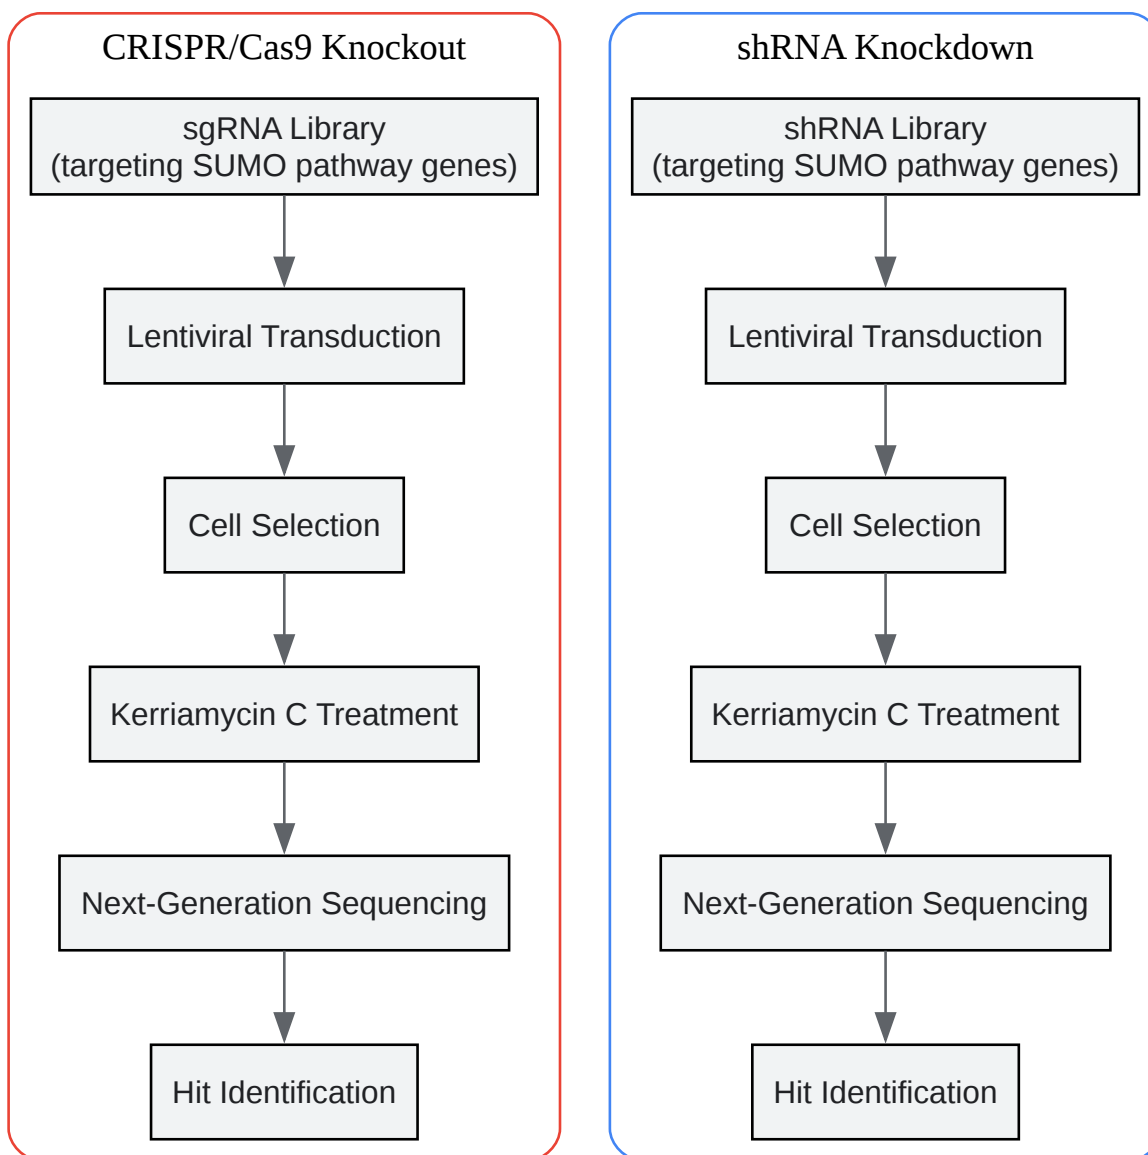 CRISPR/Cas9 Knockout
sgRNA Library
(targeting SUMO pathway genes)
Lentiviral Transduction
Cell Selection
Kerriamycin C Treatment
Next-Generation Sequencing
Hit Identification
shRNA Knockdown
shRNA Library
(targeting SUMO pathway genes)
Lentiviral Transduction
Cell Selection
Kerriamycin C Treatment
Next-Generation Sequencing
Hit Identification